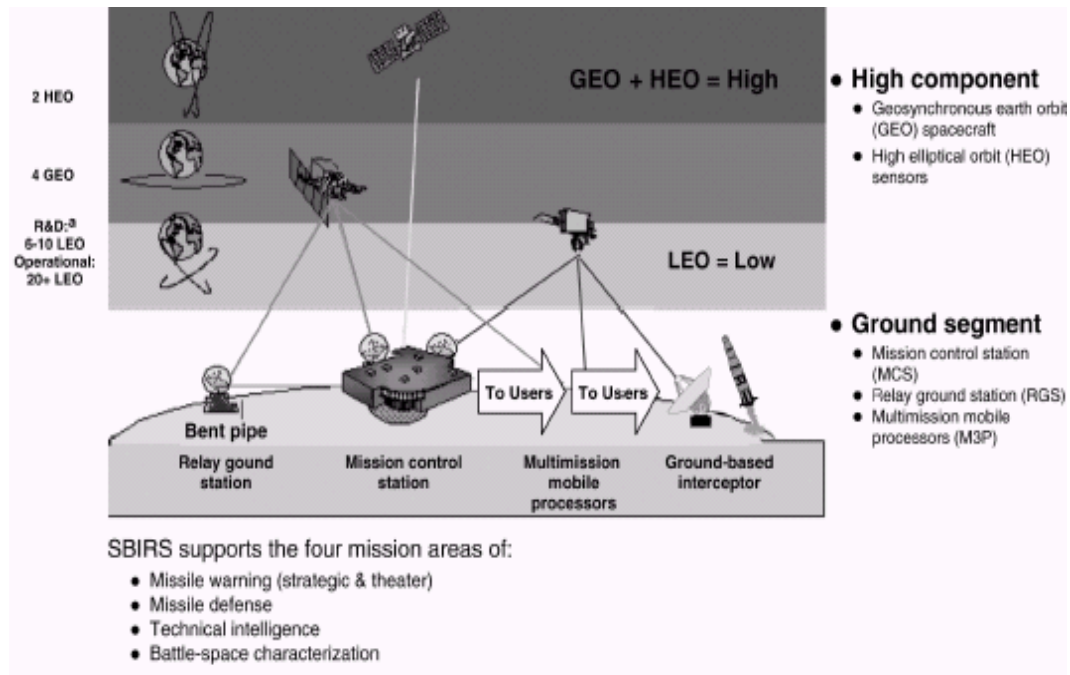 2 HEO
4 GEO
R&D:a
6-10 LEO
Operational:
20+ LEO
GEO + HEO = High
LEO = Low
To Users
To Users
Bent pipe
Relay gound
station
Mission control
station
Multimission
mobile
processors
Ground-based
interceptor
● High component
● Geosynchronous earth orbit
(GEO) spacecraft
● High elliptical orbit (HEO)
sensors
● Ground segment
● Mission control station
(MCS)
● Relay ground station (RGS)
● Multimission mobile
processors (M3P)
SBIRS supports the four mission areas of:
● Missile warning (strategic & theater)
● Missile defense
● Technical intelligence
● Battle-space characterization